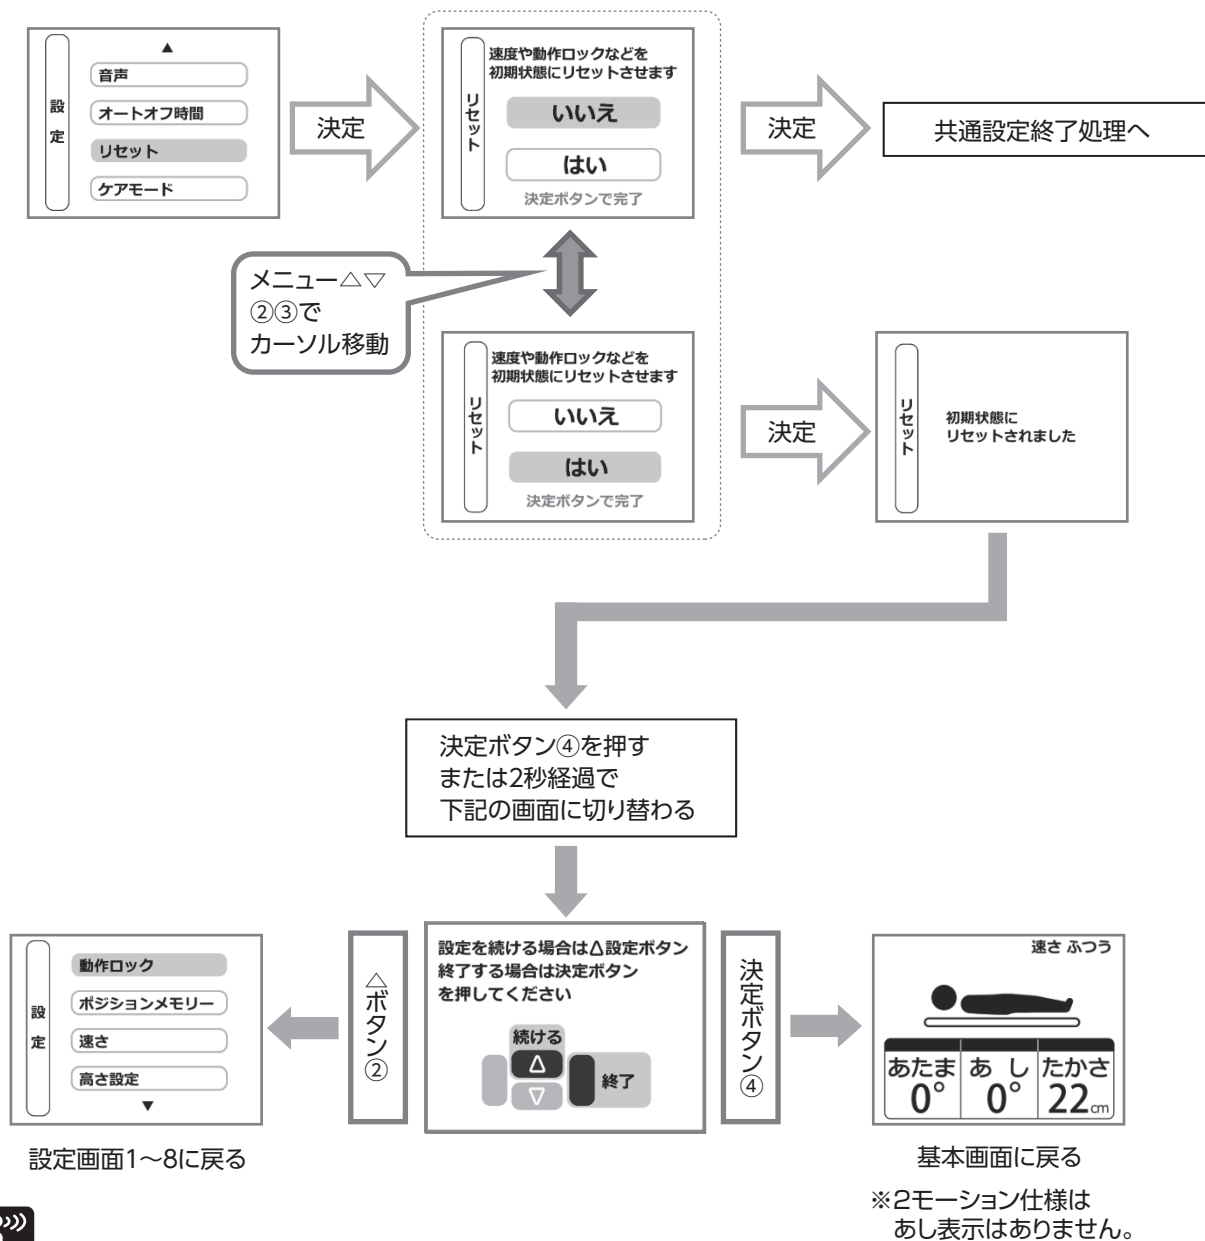 ▲
設定
音声
オートオフ時間
リセット
ケアモード
決定
リセット
速度や動作ロックなどを
初期状態にリセットさせます
いいえ
はい
決定ボタンで完了
決定
共通設定終了処理へ
メニュー△▽
②③で
カーソル移動
リセット
速度や動作ロックなどを
初期状態にリセットさせます
いいえ
はい
決定ボタンで完了
決定
リセット
初期状態に
リセットされました
決定ボタン④を押す
または2秒経過で
下記の画面に切り替わる
設定
動作ロック
ポジションメモリー
速さ
高さ設定
▼
設定画面1〜8に戻る
△ボタン②
設定を続ける場合は△設定ボタン
終了する場合は決定ボタン
を押してください
続ける
△
▽
終了
決定ボタン④
速さ ふつう
あたま あ し たかさ
0° 0° 22cm
基本画面に戻る
※2モーション仕様は
あし表示はありません。